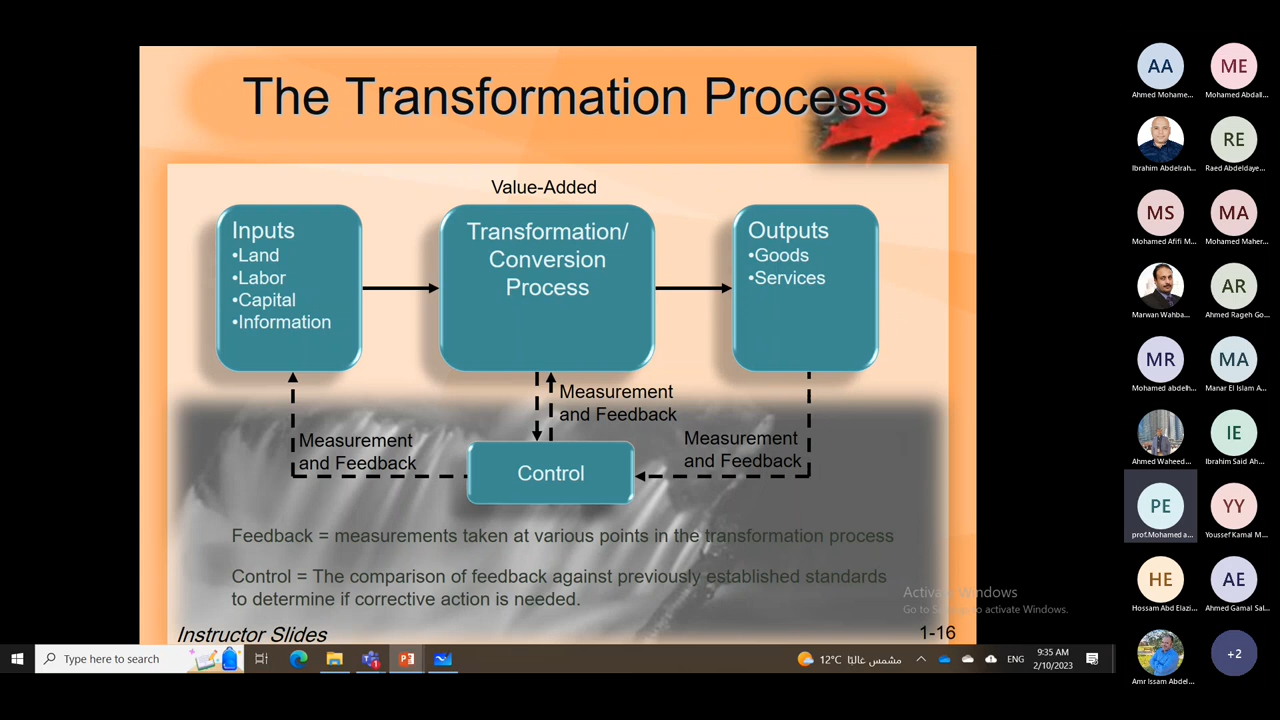 The Transformation Process
Value-Added
Inputs
•Land
•Labor
•Capital
•Information
Transformation/
Conversion
Process
Outputs
•Goods
•Services
Measurement
and Feedback
Measurement
and Feedback
Measurement
and Feedback
Control
Feedback = measurements taken at various points in the transformation process
Control = The comparison of feedback against previously established standards
to determine if corrective action is needed.
Activate Windows
Go to Settings to activate Windows.
Instructor Slides
1-16
Type here to search
12°C مشمس غالبًا
ENG
9:35 AM
2/10/2023
AA
Ahmed Mohame...
ME
Mohamed Abdall...
Ibrahim Abdelrah...
RE
Raed Abdeldaye...
MS
Mohamed Afifi M...
MA
Mohamed Maher...
Marwan Wahba...
AR
Ahmed Rageh Go...
MR
Mohamed abdelh...
MA
Manar El Islam A...
Ahmed Waheed...
IE
Ibrahim Said Ah...
PE
prof.Mohamed a...
YY
Youssef Kamal M...
HE
Hossam Abd Elazi...
AE
Ahmed Gamal Sal...
Amr Issam Abdel...
+2